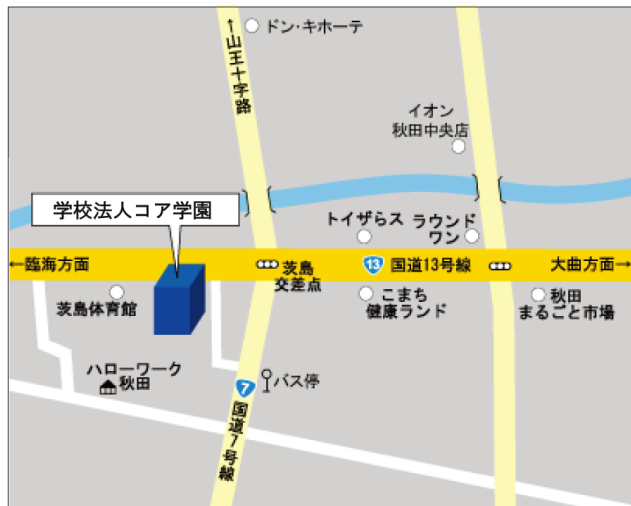 ドン・キホーテ
←山王十字路
イオン
秋田中央店
学校法人コア学園
トイザらス
ラウンド
ワン
←臨海方面
茨島
交差点
13
国道13号線
大曲方面→
茨島体育館
こまち
健康ランド
秋田
まるごと市場
ハローワーク
秋田
7
バス停
国道7号線